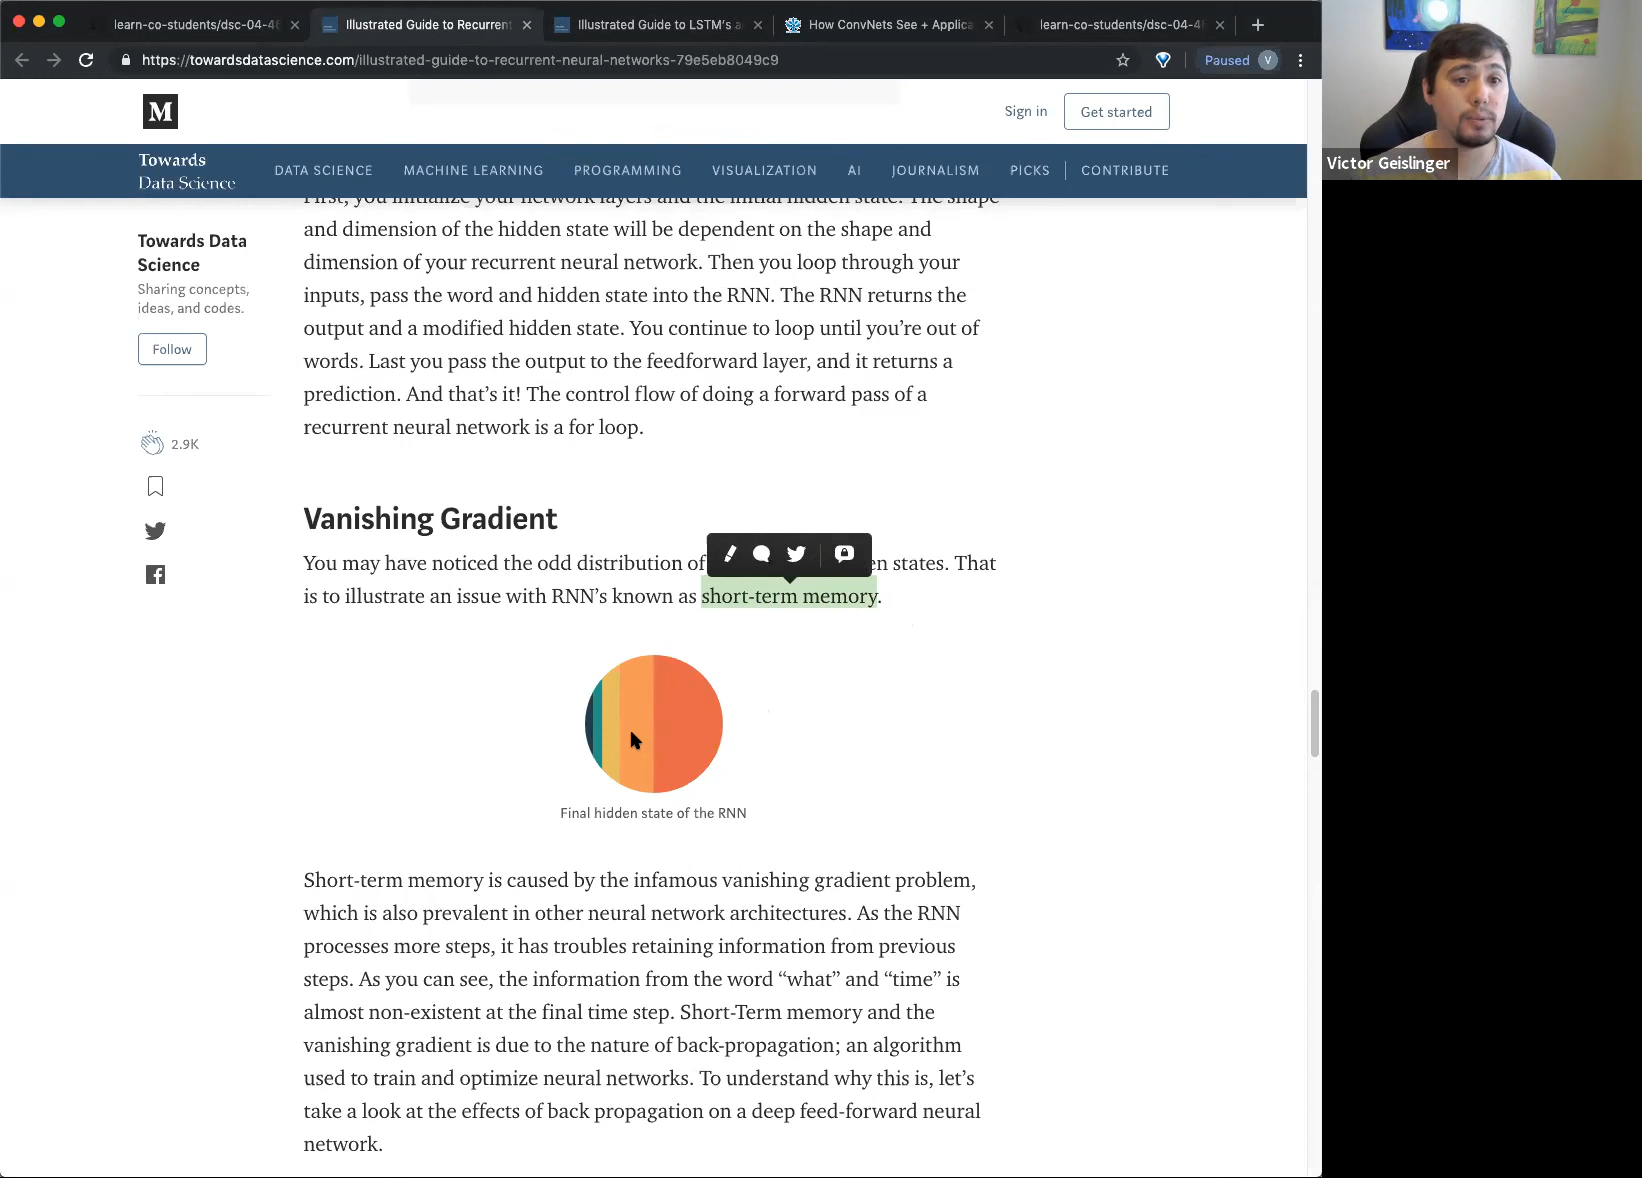 learn-co-students/dsc-04-4
Illustrated Guide to Recurrent
Illustrated Guide to LSTM's a
How ConvNets See + Applica
learn-co-students/dsc-04-4
https://towardsdatascience.com/illustrated-guide-to-recurrent-neural-networks-79e5eb8049c9
Paused
V
M
Sign in
Get started
Towards
Data Science
DATA SCIENCE
MACHINE LEARNING
PROGRAMMING
VISUALIZATION
AI
JOURNALISM
PICKS
CONTRIBUTE
Victor Geislinger
Towards Data
Science
Sharing concepts,
ideas, and codes.
Follow
2.9K
First, you initialize your network layers and the initial hidden state. The shape
and dimension of the hidden state will be dependent on the shape and
dimension of your recurrent neural network. Then you loop through your
inputs, pass the word and hidden state into the RNN. The RNN returns the
output and a modified hidden state. You continue to loop until you’re out of
words. Last you pass the output to the feedforward layer, and it returns a
prediction. And that’s it! The control flow of doing a forward pass of a
recurrent neural network is a for loop.
Vanishing Gradient
You may have noticed the odd distribution of en states. That
is to illustrate an issue with RNN’s known as short-term memory.
Final hidden state of the RNN
Short-term memory is caused by the infamous vanishing gradient problem,
which is also prevalent in other neural network architectures. As the RNN
processes more steps, it has troubles retaining information from previous
steps. As you can see, the information from the word “what” and “time” is
almost non-existent at the final time step. Short-Term memory and the
vanishing gradient is due to the nature of back-propagation; an algorithm
used to train and optimize neural networks. To understand why this is, let’s
take a look at the effects of back propagation on a deep feed-forward neural
network.